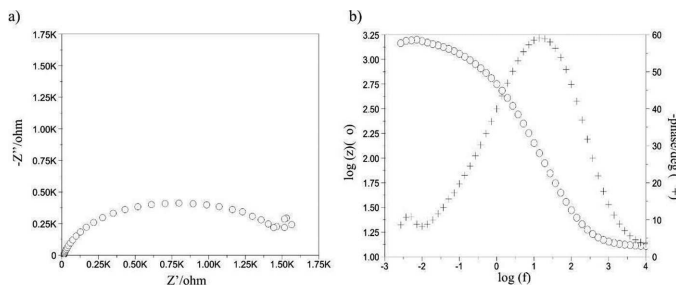 a)
1.75K
1.50K
1.25K
1.00K
0.75K
0.50K
0.25K
0
0
0.25K
0.50K
0.75K
1.00K
1.25K
1.50K
1.75K
-Z''/ohm
Z'/ohm
b)
3.25
3.00
2.75
2.50
2.25
2.00
1.75
1.50
1.25
1.00
60
50
40
30
20
10
0
-3
-2
-1
0
1
2
3
4
log (z)( o)
log (f)
-phase/deg ( +)